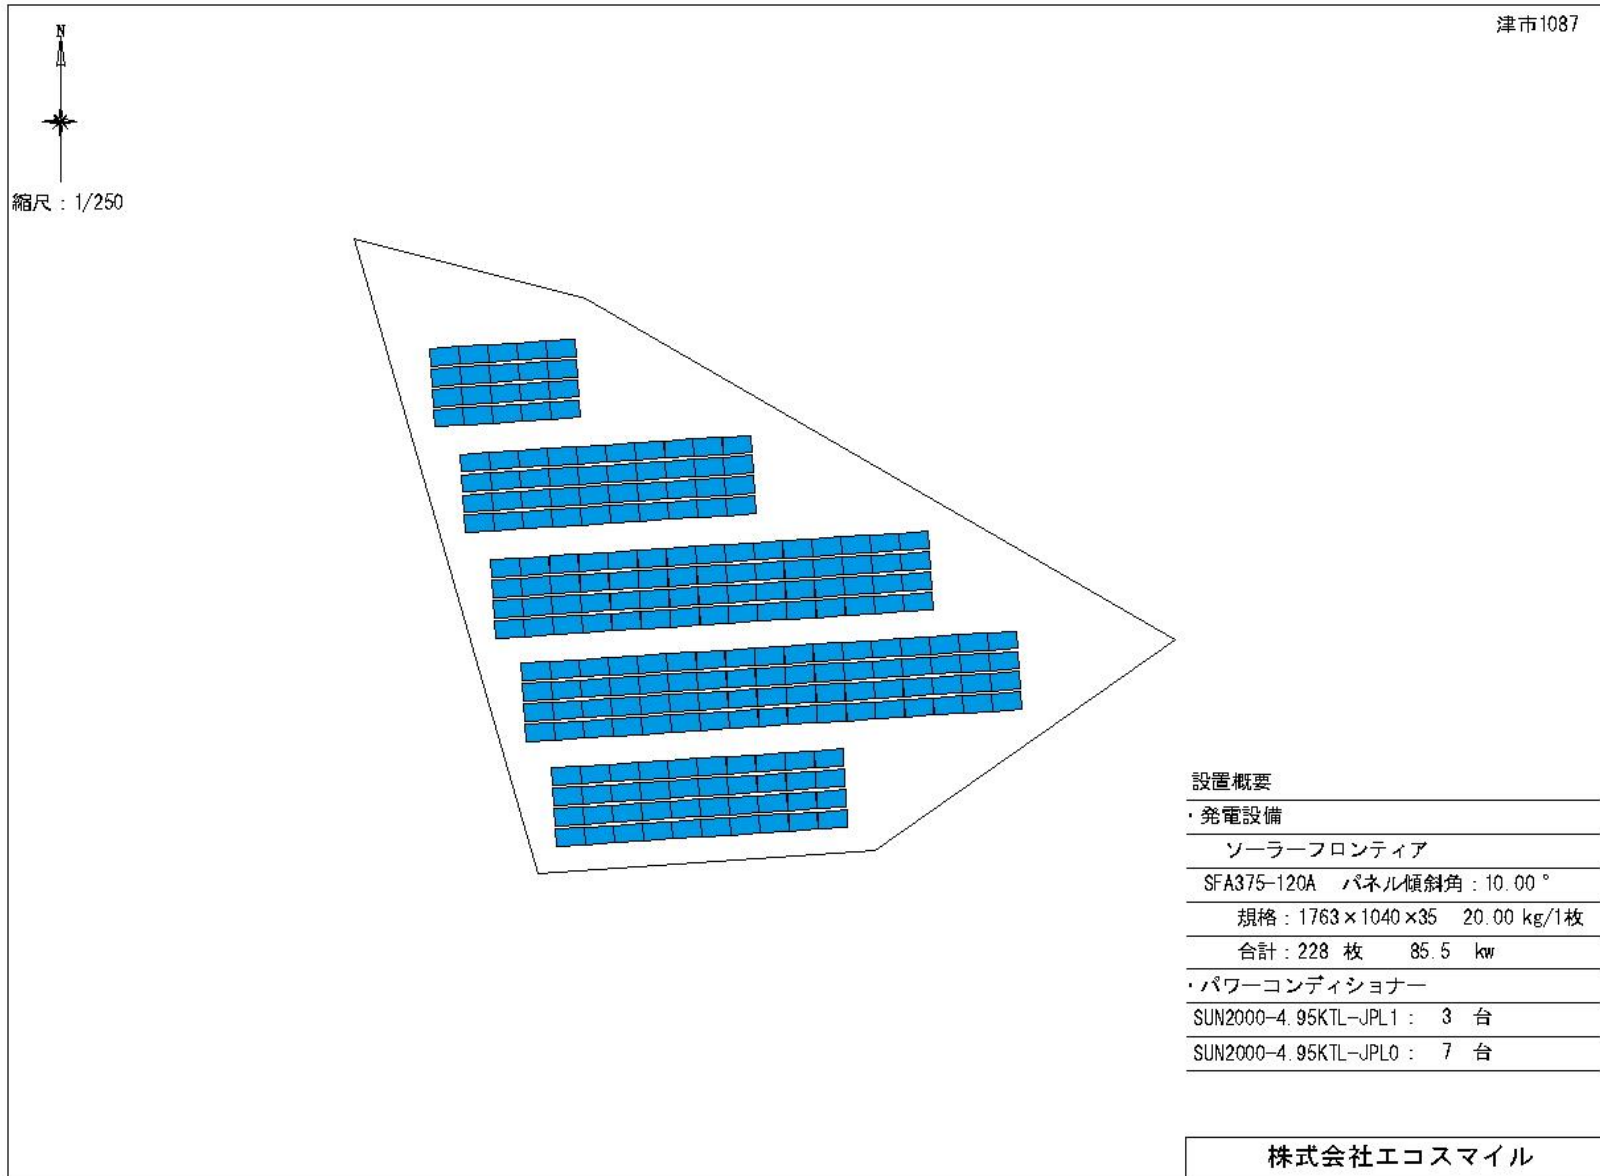 津市1087
N
縮尺：1/250
設置概要
・発電設備
ソーラーフロンティア
SFA375-120A パネル傾斜角：10.00°
規格：1763×1040×35 20.00 kg/1枚
合計：228 枚 85.5 kw
・パワーコンディショナー
SUN2000-4.95KTL-JPL1： 3 台
SUN2000-4.95KTL-JPL0： 7 台
株式会社エコスマイル